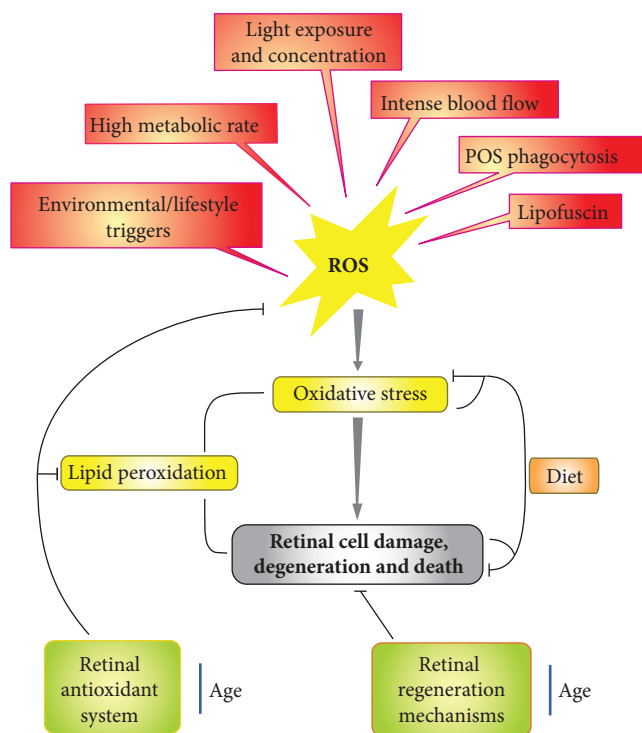 Light exposure
and concentration
Intense blood flow
High metabolic rate
POS phagocytosis
Environmental/lifestyle
triggers
Lipofuscin
ROS
Oxidative stress
Lipid peroxidation
Diet
Retinal cell damage,
degeneration and death
Retinal
antioxidant
system
Age
Retinal
regeneration
mechanisms
Age